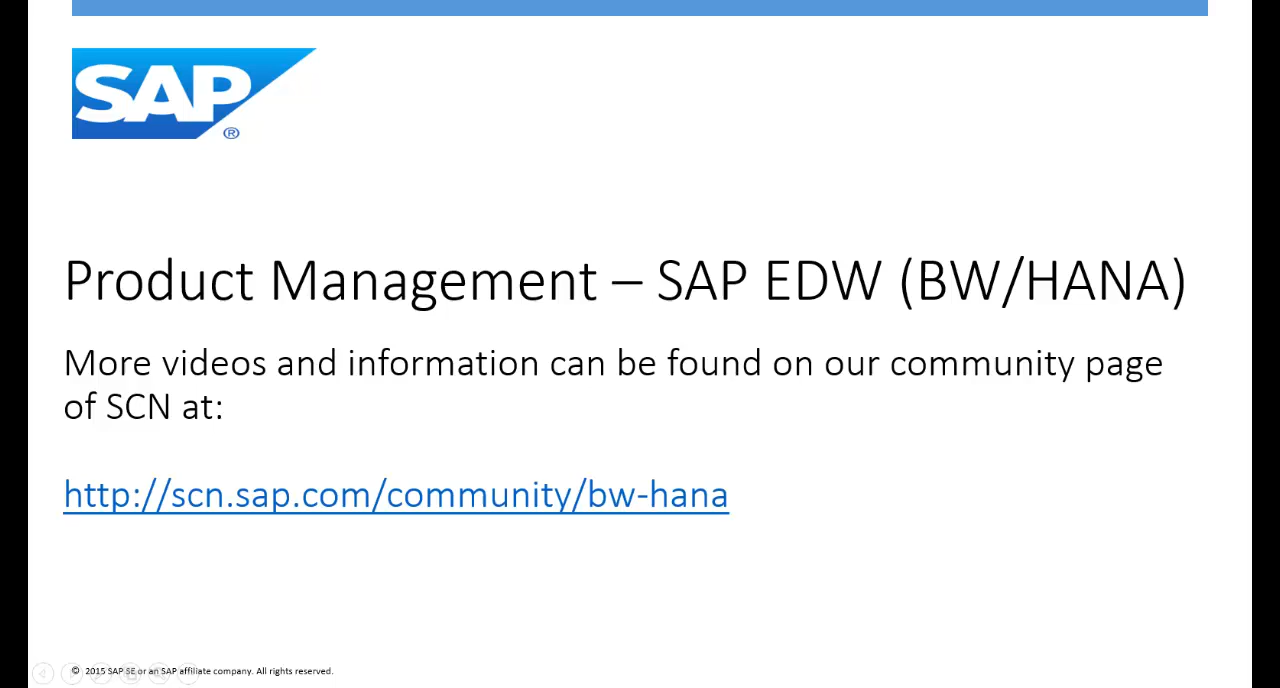 SAP®
Product Management – SAP EDW (BW/HANA)
More videos and information can be found on our community page
of SCN at:
http://scn.sap.com/community/bw-hana
© 2015 SAP SE or an SAP affiliate company. All rights reserved.